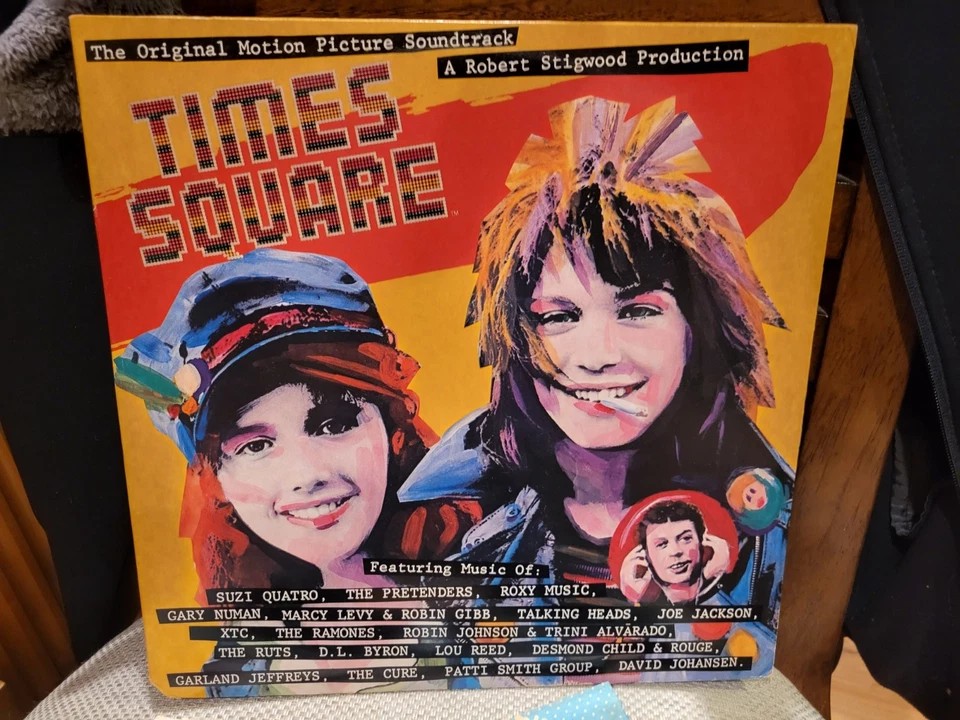 The Original Motion Picture Soundtrack
A Robert Stigwood Production
TIMES
SQUARE™
Featuring Music Of:
SUZI QUATRO, THE PRETENDERS, ROXY MUSIC,
GARY NUMAN, MARCY LEVY & ROBIN GIBB, TALKING HEADS, JOE JACKSON,
XTC, THE RAMONES, ROBIN JOHNSON & TRINI ALVARADO,
THE RUTS, D.L. BYRON, LOU REED, DESMOND CHILD & ROUGE,
GARLAND JEFFREYS, THE CURE, PATTI SMITH GROUP, DAVID JOHANSEN.